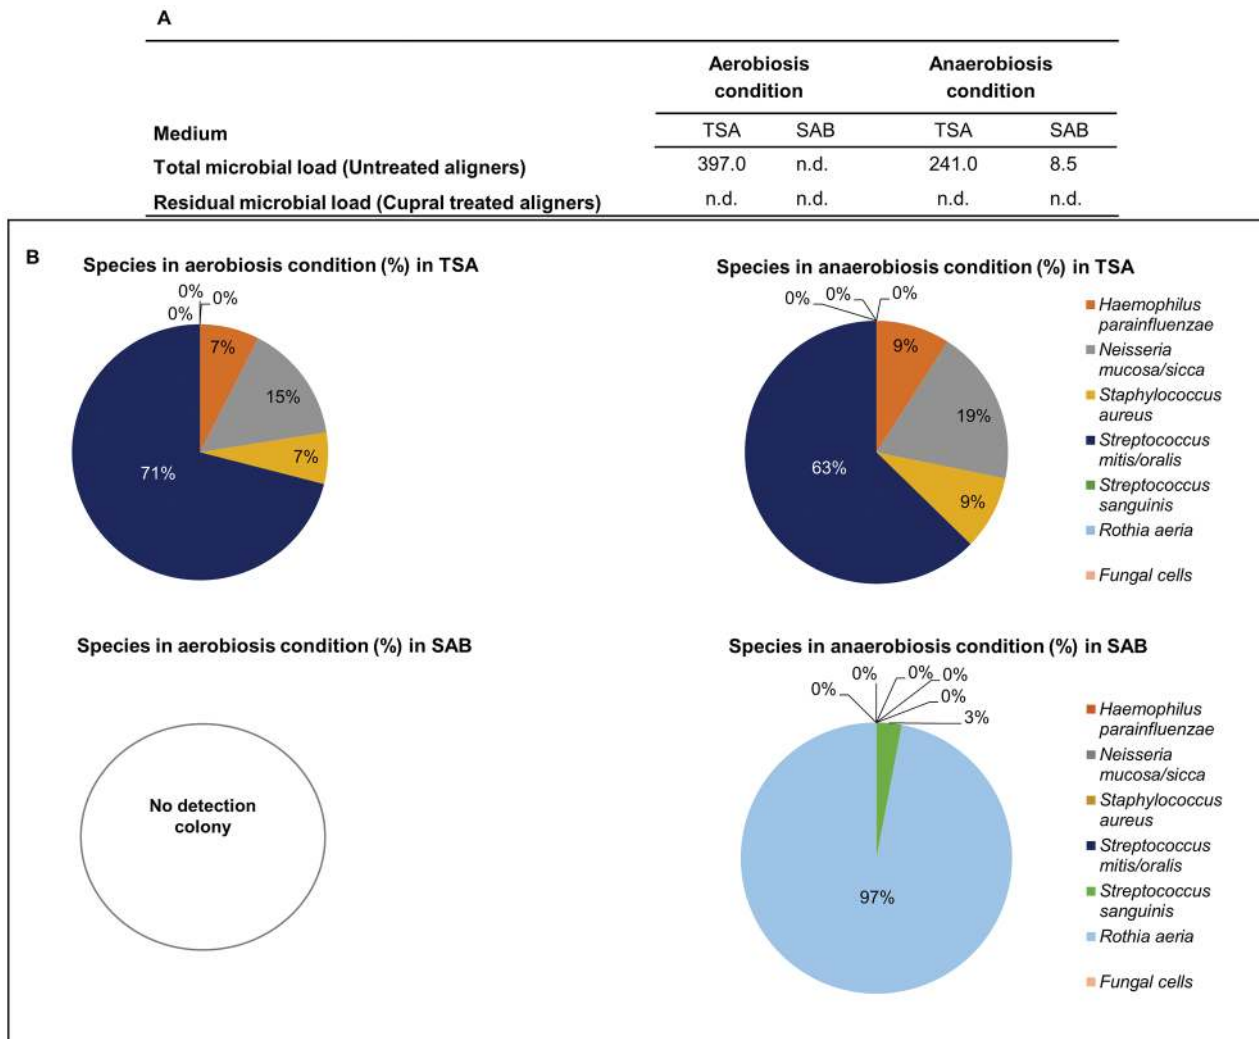 A
Aerobiosis condition
Anaerobiosis condition
Medium TSA SAB TSA SAB
Total microbial load (Untreated aligners) 397.0 n.d. 241.0 8.5
Residual microbial load (Cupral treated aligners) n.d. n.d. n.d. n.d.
B
Species in aerobiosis condition (%) in TSA
0%
0%
0%
7%
15%
7%
71%
Species in anaerobiosis condition (%) in TSA
0%
0%
0%
9%
19%
9%
63%
Haemophilus
parainfluenzae
Neisseria
mucosa/sicca
Staphylococcus
aureus
Streptococcus
mitis/oralis
Streptococcus
sanguinis
Rothia aeria
Fungal cells
Species in aerobiosis condition (%) in SAB
No detection
colony
Species in anaerobiosis condition (%) in SAB
0%
0%
0%
0%
0%
3%
97%
Haemophilus
parainfluenzae
Neisseria
mucosa/sicca
Staphylococcus
aureus
Streptococcus
mitis/oralis
Streptococcus
sanguinis
Rothia aeria
Fungal cells